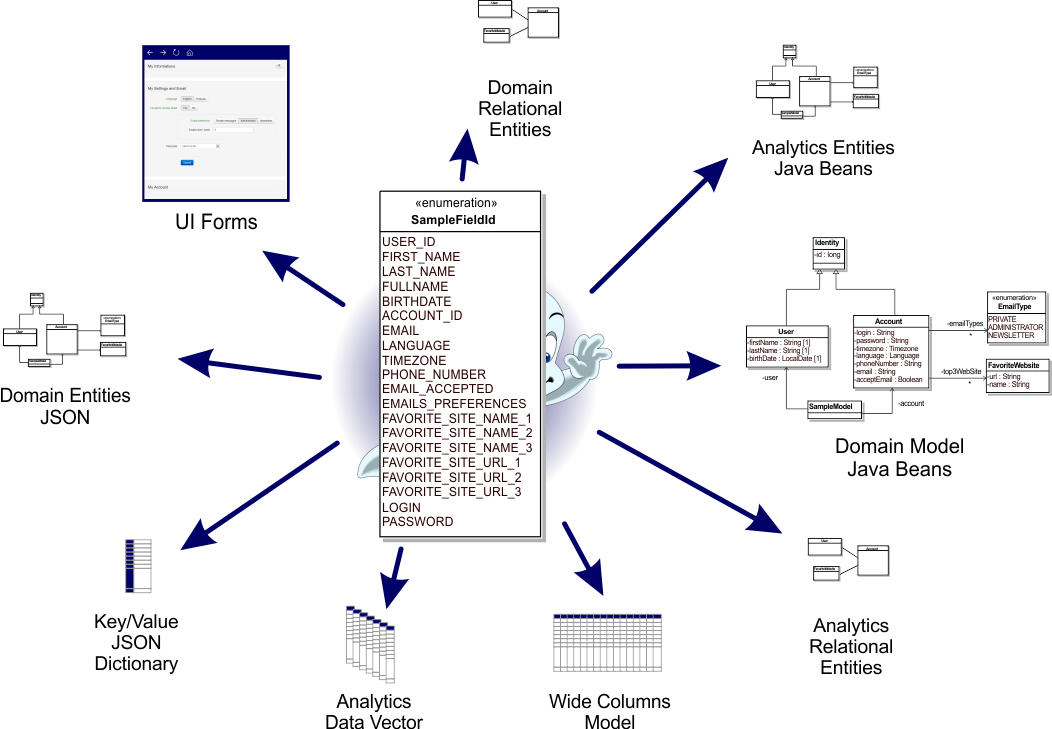 User
Account
FavoriteWebsite
Domain
Relational
Entities
My Informations
My Settings and Email
My Account
UI Forms
Identity
User
Account
EmailType
FavoriteWebsite
SampleModel
Analytics Entities
Java Beans
«enumeration»
SampleFieldId
USER_ID
FIRST_NAME
LAST_NAME
FULLNAME
BIRTHDATE
ACCOUNT_ID
EMAIL
LANGUAGE
TIMEZONE
PHONE_NUMBER
EMAIL_ACCEPTED
EMAILS_PREFERENCES
FAVORITE_SITE_NAME_1
FAVORITE_SITE_NAME_2
FAVORITE_SITE_NAME_3
FAVORITE_SITE_URL_1
FAVORITE_SITE_URL_2
FAVORITE_SITE_URL_3
LOGIN
PASSWORD
Identity
-id : long
User
-firstName : String [1]
-lastName : String [1]
-birthDate : LocalDate [1]
-user
Account
-login : String
-password : String
-timezone : Timezone
-language : Language
-phoneNumber : String
-email : String
-acceptEmail : Boolean
-emailTypes
*
«enumeration»
EmailType
PRIVATE
ADMINISTRATOR
NEWSLETTER
-top3WebSite
*
FavoriteWebsite
-url : String
-name : String
SampleModel
-account
Domain Model
Java Beans
Identity
User
Account
EmailType
Domain Entities
JSON
Key/Value
JSON
Dictionary
Analytics
Data Vector
Wide Columns
Model
User
Account
FavoriteWebsite
Analytics
Relational
Entities